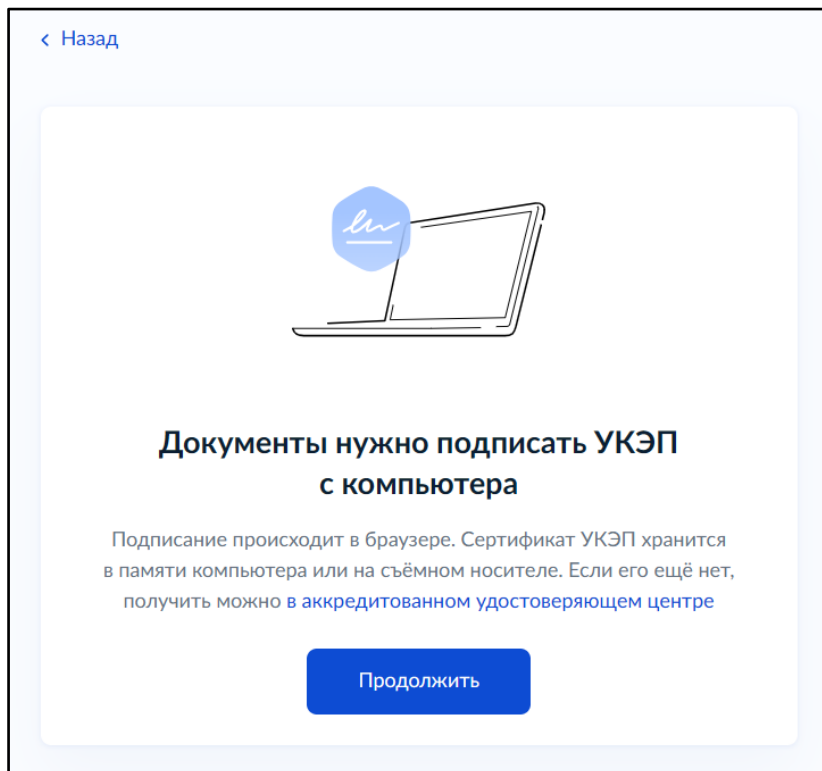 Назад
Документы нужно подписать УКЭП
с компьютера
Подписание происходит в браузере. Сертификат УКЭП хранится
в памяти компьютера или на съёмном носителе. Если его ещё нет,
получить можно в аккредитованном удостоверяющем центре
Продолжить